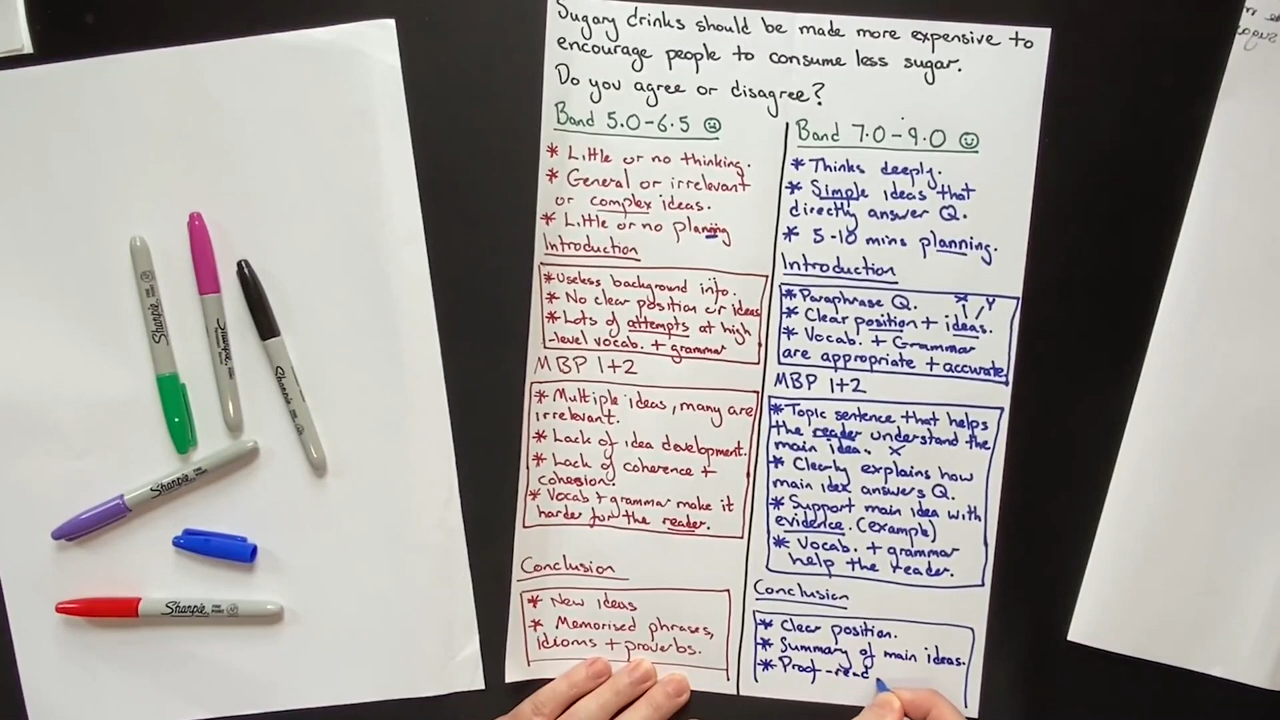 Sugary drinks should be made more expensive to
encourage people to consume less sugar.
Do you agree or disagree?
Band 5.0-6.5
* Little or no thinking.
* General or irrelevant
or complex ideas.
* Little or no planing
Introduction
* Useless background info.
* No clear position or ideas
* Lots of attempts at high
-level vocab. + grammar
MBP 1+2
* Multiple ideas, many are
irrelevant.
* Lack of idea development.
* Lack of coherence +
cohesion.
* Vocab + grammar make it
harder for the reader.
Conclusion
* New ideas
* Memorised phrases,
idioms + proverbs.
Band 7.0-9.0
* Thinks deeply.
* Simple ideas that
directly answer Q.
* 5-10 mins planning.
Introduction
* Paraphrase Q. X Y
* Clear position + ideas.
* Vocab. + Grammar
are appropriate + accurate
MBP 1+2
* Topic sentence that helps
the reader understand the
main idea. X
* Clearly explains how
main idea answers Q.
* Support main idea with
evidence. (example)
* Vocab. + grammar
help the reader.
Conclusion
* Clear position.
* Summary of main ideas.
* Proof-read
Sharpie
Sharpie
Sharpie
Sharpie
Sharpie